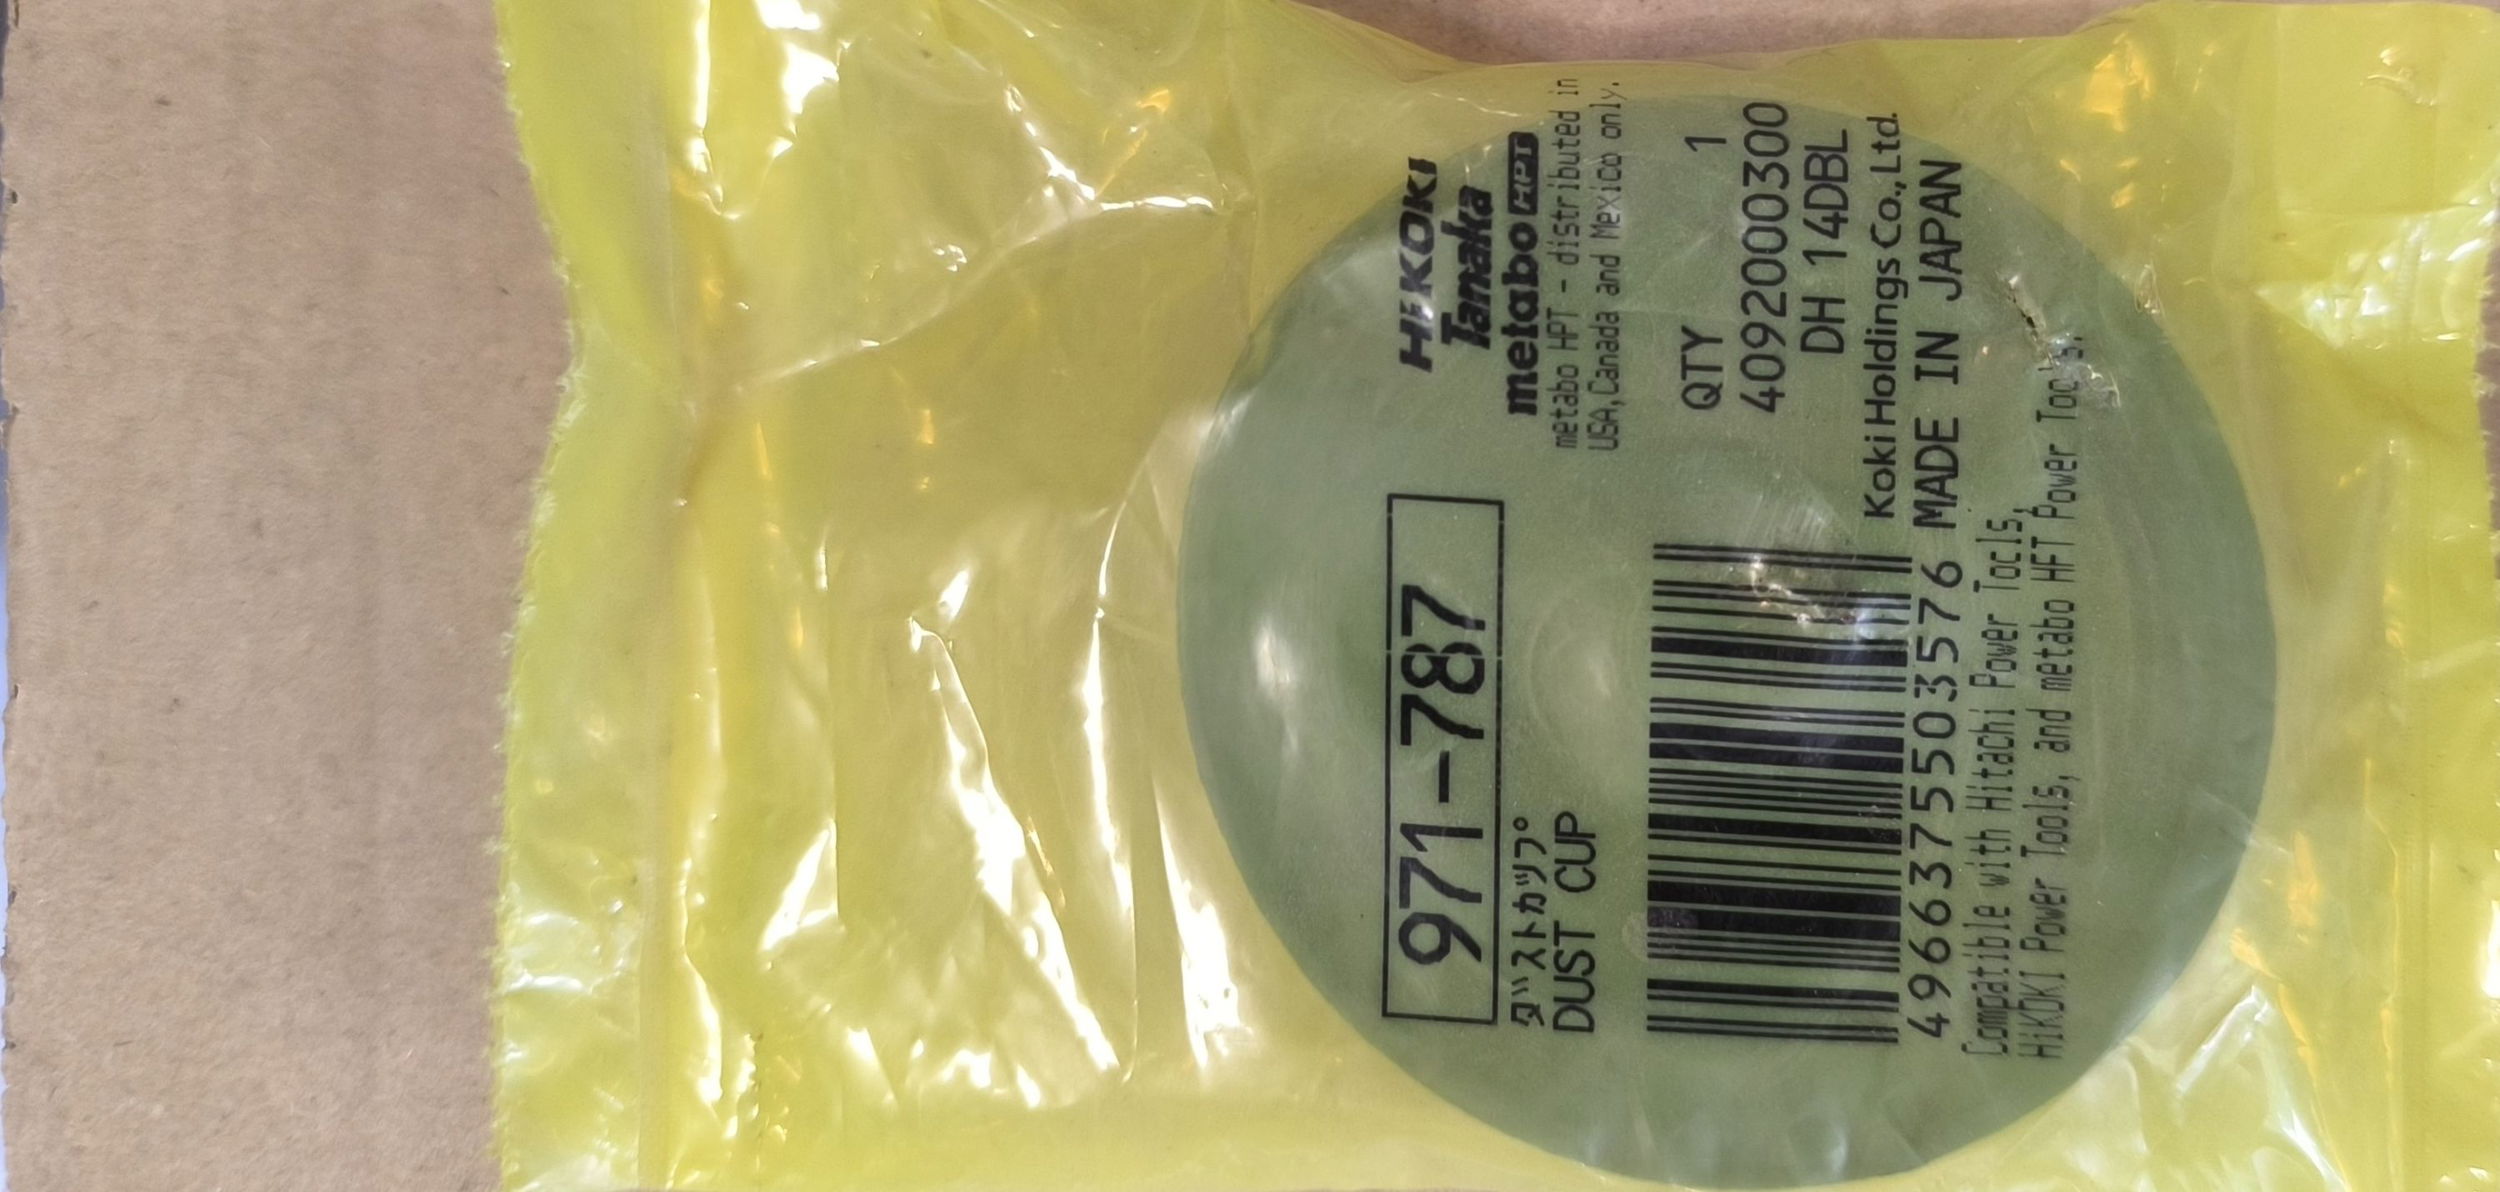 971-787
ダストカップ
DUST CUP
HiKOKI
Tanaka
metabo HPT
metabo HPT - distributed in
USA,Canada and Mexico only.
QTY 1
409200000300
DH 14DBL
Koki Holdings Co.,Ltd.
4966375503576 MADE IN JAPAN
Compatible with Hitachi Power Tools,
HiKOKI Power Tools, and metabo HPT Power Tools.